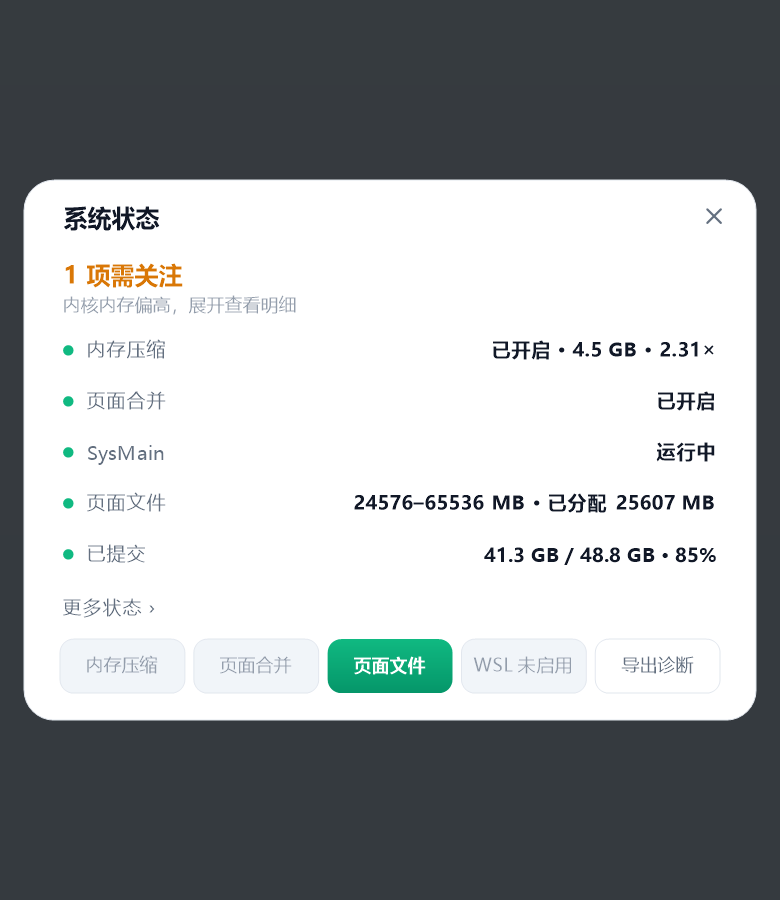 系统状态
1 项需关注
内核内存偏高，展开查看明细
内存压缩 已开启 • 4.5 GB • 2.31×
页面合并 已开启
SysMain 运行中
页面文件 24576–65536 MB • 已分配 25607 MB
已提交 41.3 GB / 48.8 GB • 85%
更多状态 ›
内存压缩 页面合并 页面文件 WSL 未启用 导出诊断